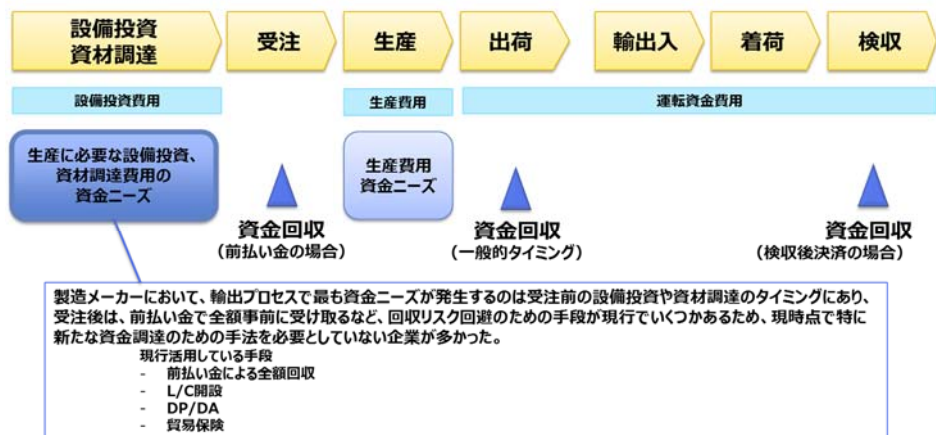 設備投資
資材調達
受注
生産
出荷
輸出入
着荷
検収
設備投資費用
生産費用
運転資金費用
生産に必要な設備投資、
資材調達費用の
資金ニーズ
生産費用
資金ニーズ
資金回収
(前払い金の場合)
資金回収
(一般的タイミング)
資金回収
(検収後決済の場合)
製造メーカーにおいて、輸出プロセスで最も資金ニーズが発生するのは受注前の設備投資や資材調達のタイミングにあり、
受注後は、前払い金で全額事前に受け取るなど、回収リスク回避のための手段が現行でいくつかあるため、現時点で特に
新たな資金調達のための手法を必要としていない企業が多かった。
現行活用している手段
- 前払い金による全額回収
- L/C開設
- DP/DA
- 貿易保険